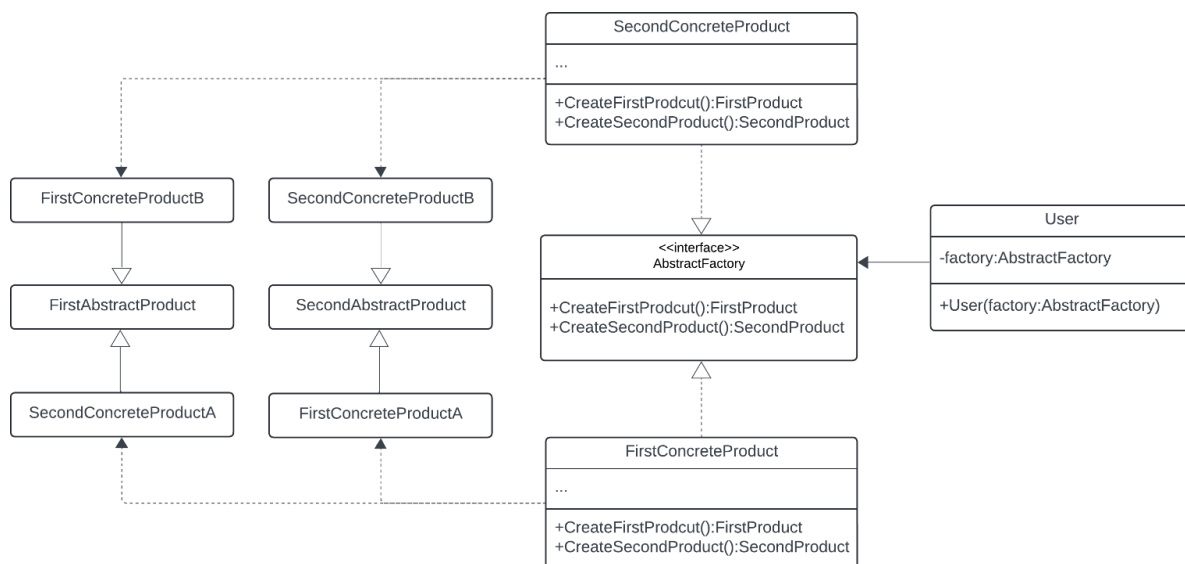 SecondConcreteProduct
...
+CreateFirstProdcut():FirstProduct
+CreateSecondProduct():SecondProduct
FirstConcreteProductB
SecondConcreteProductB
<<interface>>
AbstractFactory
+CreateFirstProdcut():FirstProduct
+CreateSecondProduct():SecondProduct
User
-factory:AbstractFactory
+User(factory:AbstractFactory)
FirstAbstractProduct
SecondAbstractProduct
SecondConcreteProductA
FirstConcreteProductA
FirstConcreteProduct
...
+CreateFirstProdcut():FirstProduct
+CreateSecondProduct():SecondProduct